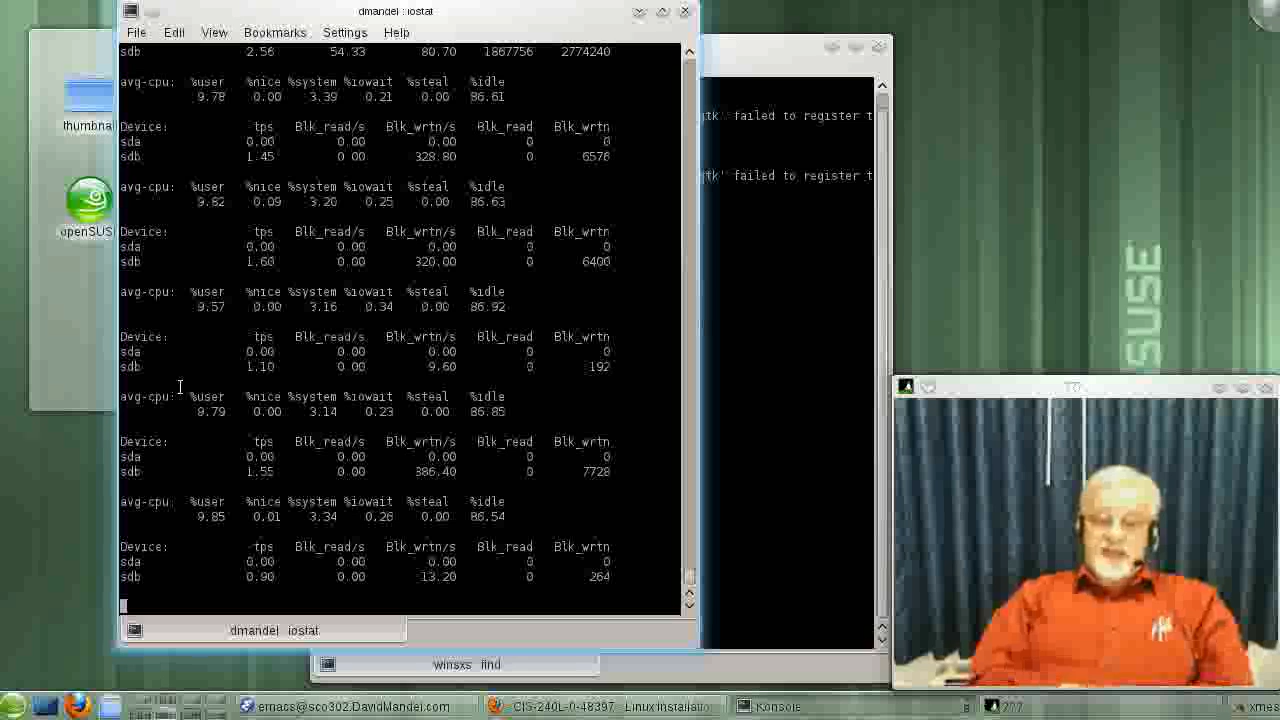 dmandel : iostat
File Edit View Bookmarks Settings Help
sdb 2.56 54.33 80.70 1867756 2774240
avg-cpu: %user %nice %system %iowait %steal %idle
9.78 0.00 3.39 0.21 0.00 86.61
Device: tps Blk_read/s Blk_wrtn/s Blk_read Blk_wrtn
sda 0.00 0.00 0.00 0 0
sdb 1.45 0.00 328.80 0 6576
avg-cpu: %user %nice %system %iowait %steal %idle
9.82 0.09 3.20 0.25 0.00 86.63
Device: tps Blk_read/s Blk_wrtn/s Blk_read Blk_wrtn
sda 0.00 0.00 0.00 0 0
sdb 1.60 0.00 320.00 0 6400
avg-cpu: %user %nice %system %iowait %steal %idle
9.57 0.00 3.16 0.34 0.00 86.92
Device: tps Blk_read/s Blk_wrtn/s Blk_read Blk_wrtn
sda 0.00 0.00 0.00 0 0
sdb 1.10 0.00 9.60 0 192
avg-cpu: %user %nice %system %iowait %steal %idle
9.79 0.00 3.14 0.23 0.00 86.85
Device: tps Blk_read/s Blk_wrtn/s Blk_read Blk_wrtn
sda 0.00 0.00 0.00 0 0
sdb 1.55 0.00 386.40 0 7728
avg-cpu: %user %nice %system %iowait %steal %idle
9.85 0.01 3.34 0.26 0.00 86.54
Device: tps Blk_read/s Blk_wrtn/s Blk_read Blk_wrtn
sda 0.00 0.00 0.00 0 0
sdb 0.90 0.00 13.20 0 264
dmandel : iostat
gtk" failed to register t
gtk" failed to register t
winsxs : find
thumbnai
openSUS
SUSE
???
emacs@sco302.DavidMandel.com
CIS-240L-0-48397 Linux Installatio
Konsole
8
???
xmes